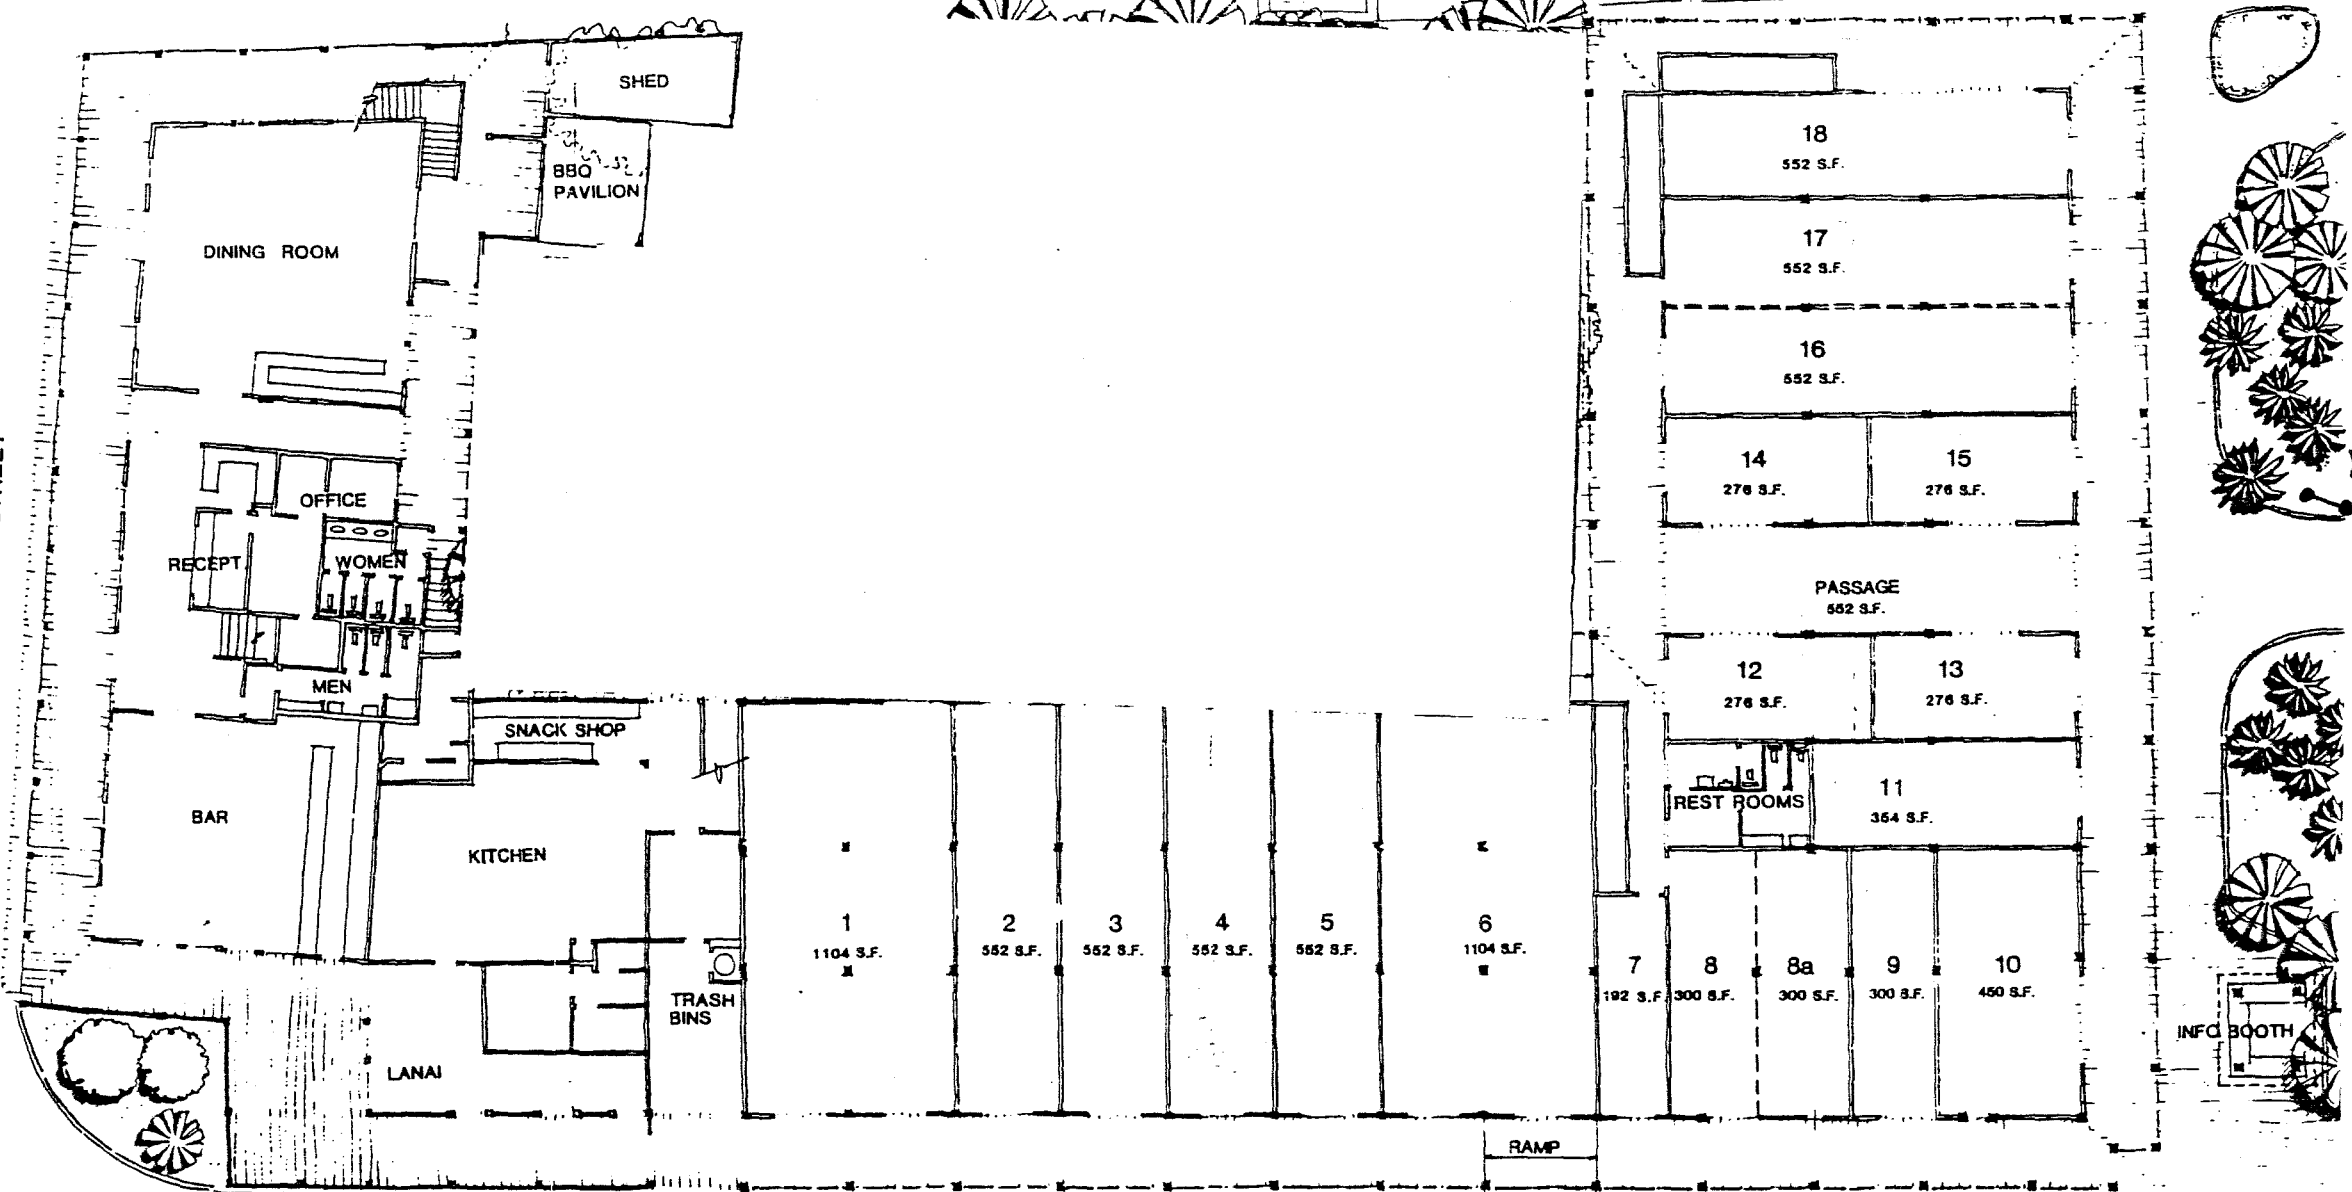 SHED
BBQ
PAVILION
DINING ROOM
OFFICE
RECEPT
WOMEN
MEN
SNACK SHOP
BAR
KITCHEN
TRASH
BINS
LANAI
1
1104 S.F.
2
552 S.F.
3
552 S.F.
4
552 S.F.
5
552 S.F.
6
1104 S.F.
7
192 S.F.
8
300 S.F.
8a
300 S.F.
9
300 S.F.
10
450 S.F.
RAMP
18
552 S.F.
17
552 S.F.
16
552 S.F.
14
276 S.F.
15
276 S.F.
PASSAGE
552 S.F.
12
276 S.F.
13
276 S.F.
REST ROOMS
11
354 S.F.
INFO BOOTH